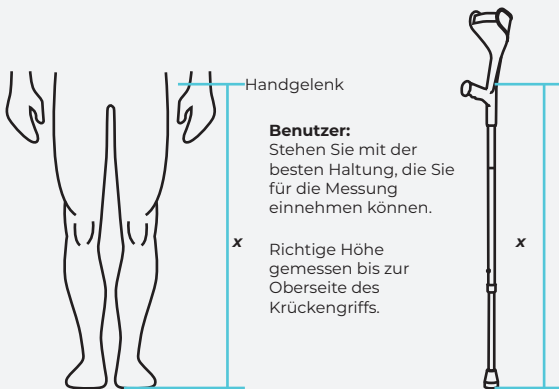 Handgelenk
Benutzer:
Stehen Sie mit der
besten Haltung, die Sie
für die Messung
einnehmen können.
x
Richtige Höhe
gemessen bis zur
Oberseite des
Krückengriffs.
x